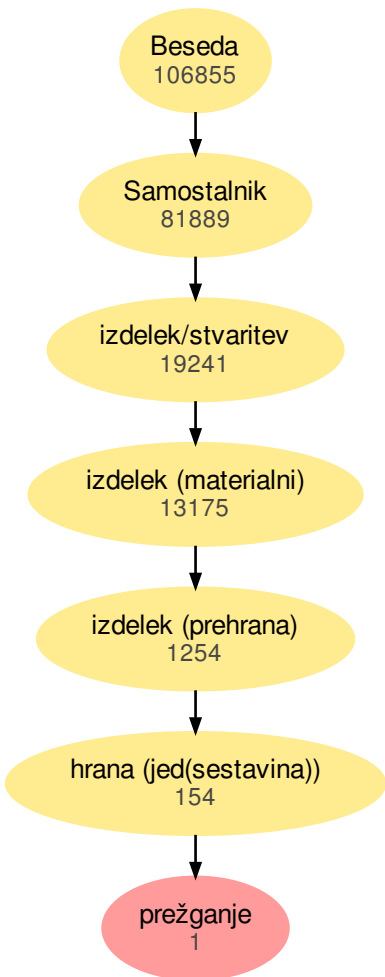 Beseda
106855
Samostalnik
81889
izdelek/stvaritev
19241
izdelek (materialni)
13175
izdelek (prehrana)
1254
hrana (jed(sestavina))
154
prežganje
1